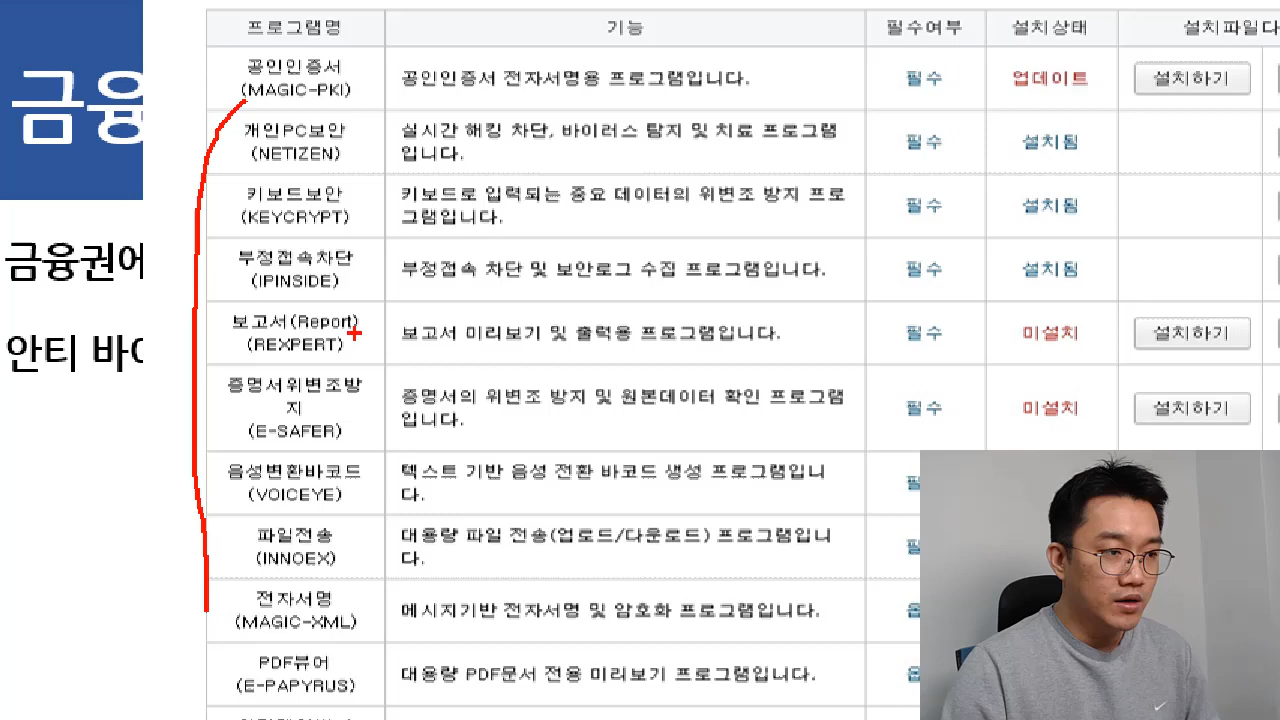 금융
금융권에
안티 바이
프로그램명 기능 필수여부 설치상태 설치파일다
공인인증서
(MAGIC-PKI)
공인인증서 전자서명용 프로그램입니다.
필수 업데이트 설치하기
개인PC보안
(NETIZEN)
실시간 해킹 차단, 바이러스 탐지 및 치료 프로그램
입니다.
필수 설치됨
키보드보안
(KEYCRYPT)
키보드로 입력되는 중요 데이터의 위변조 방지 프로
그램입니다.
필수 설치됨
부정접속차단
(IPINSIDE)
부정접속 차단 및 보안로그 수집 프로그램입니다.
필수 설치됨
보고서(Report)
(REXPERT)
보고서 미리보기 및 출력용 프로그램입니다.
필수 미설치 설치하기
증명서위변조방
지
(E-SAFER)
증명서의 위변조 방지 및 원본데이터 확인 프로그램
입니다.
필수 미설치 설치하기
음성변환바코드
(VOICEYE)
텍스트 기반 음성 전환 바코드 생성 프로그램입니
다.
필
파일전송
(INNOEX)
대용량 파일 전송(업로드/다운로드) 프로그램입니
다.
필
전자서명
(MAGIC-XML)
메시지기반 전자서명 및 암호화 프로그램입니다.
옵
PDF뷰어
(E-PAPYRUS)
대용량 PDF문서 전용 미리보기 프로그램입니다.
옵